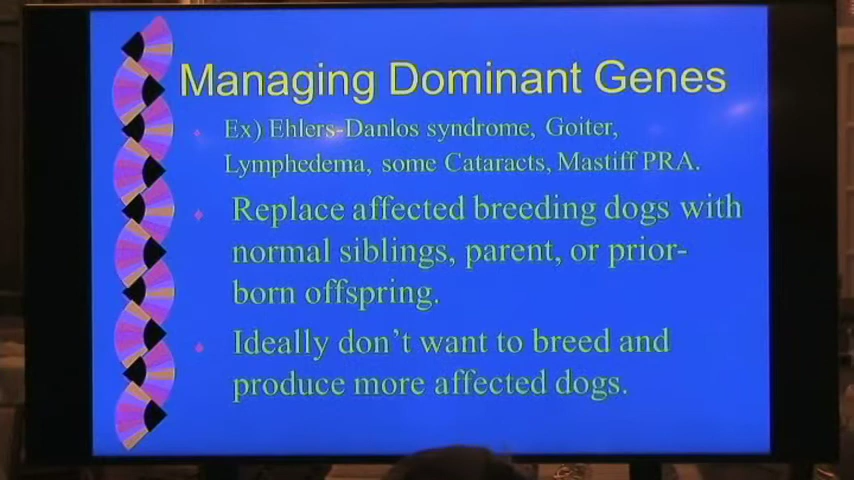 Managing Dominant Genes
Ex) Ehlers-Danlos syndrome, Goiter,
Lymphedema, some Cataracts, Mastiff PRA.
Replace affected breeding dogs with
normal siblings, parent, or prior-
born offspring.
Ideally don't want to breed and
produce more affected dogs.